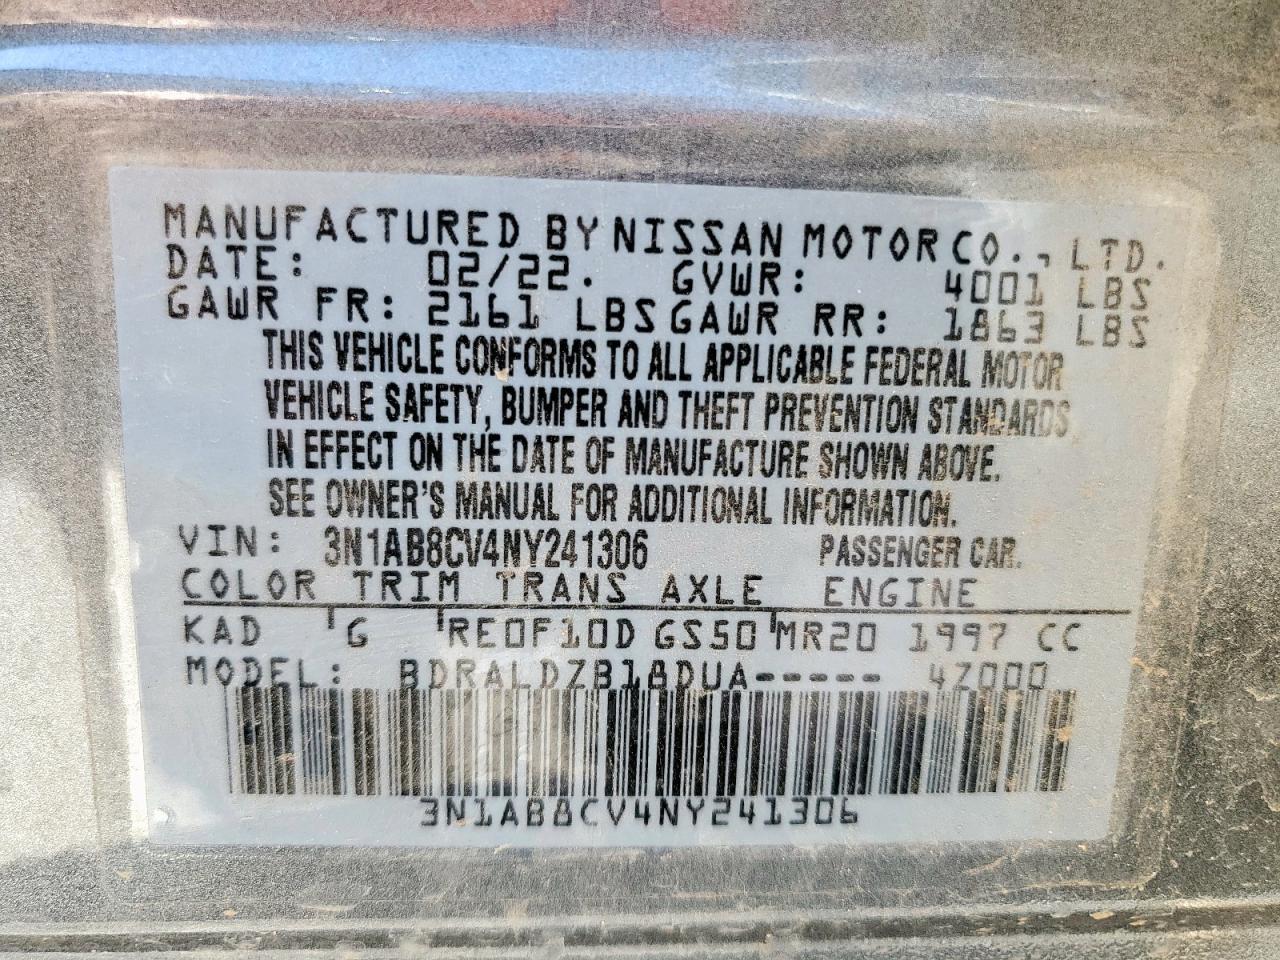 MANUFACTURED BY NISSAN MOTOR CO., LTD.
DATE: 02/22. GVWR: 4001 LBS
GAWR FR: 2161 LBS GAWR RR: 1863 LBS
THIS VEHICLE CONFORMS TO ALL APPLICABLE FEDERAL MOTOR
VEHICLE SAFETY, BUMPER AND THEFT PREVENTION STANDARDS
IN EFFECT ON THE DATE OF MANUFACTURE SHOWN ABOVE.
SEE OWNER'S MANUAL FOR ADDITIONAL INFORMATION.
VIN: 3N1AB8CV4NY241306 PASSENGER CAR.
COLOR TRIM TRANS AXLE ENGINE
KAD G RE0F10D GS50 MR20 1997 CC
MODEL: BDRALDZB18DUA----- 4Z000
3N1AB8CV4NY241306